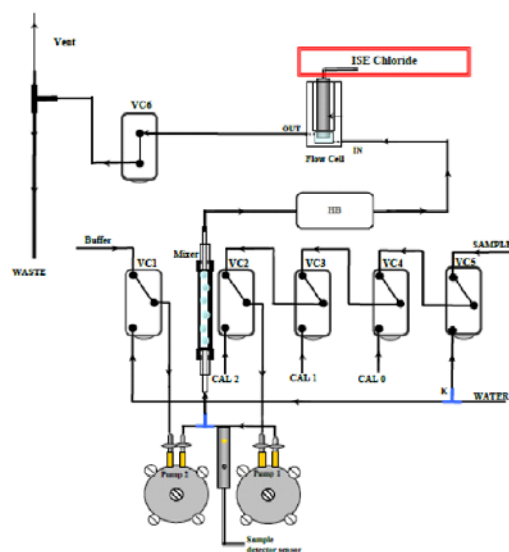 Vent
ISE Chloride
VC6
OUT
IN
Flow Cell
HB
Buffer
Mixer
SAMPLE
VC1
VC2
VC3
VC4
VC5
WASTE
CAL 2
CAL 1
CAL 0
K
WATER
Pump 2
Pump 1
Sample
detector sensor